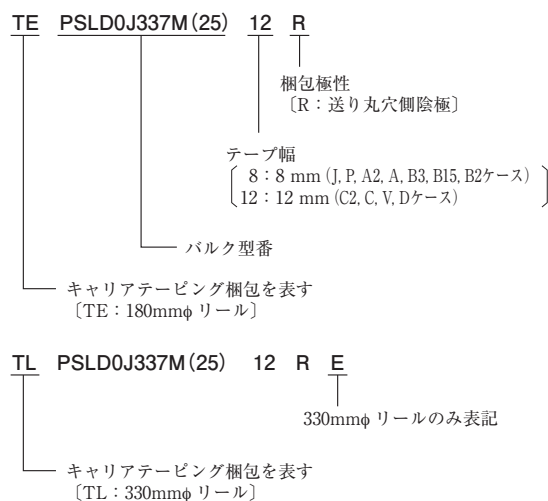 TE PSLD0J337M(25) 12 R
梱包極性
〔R：送り丸穴側陰極〕
テープ幅
8：8 mm (J, P, A2, A, B3, B15, B2ケース)
12：12 mm (C2, C, V, Dケース)
バルク型番
キャリアテーピング梱包を表す
〔TE：180mmφ リール〕
TL PSLD0J337M(25) 12 R E
330mmφ リールのみ表記
キャリアテーピング梱包を表す
〔TL：330mmφ リール〕